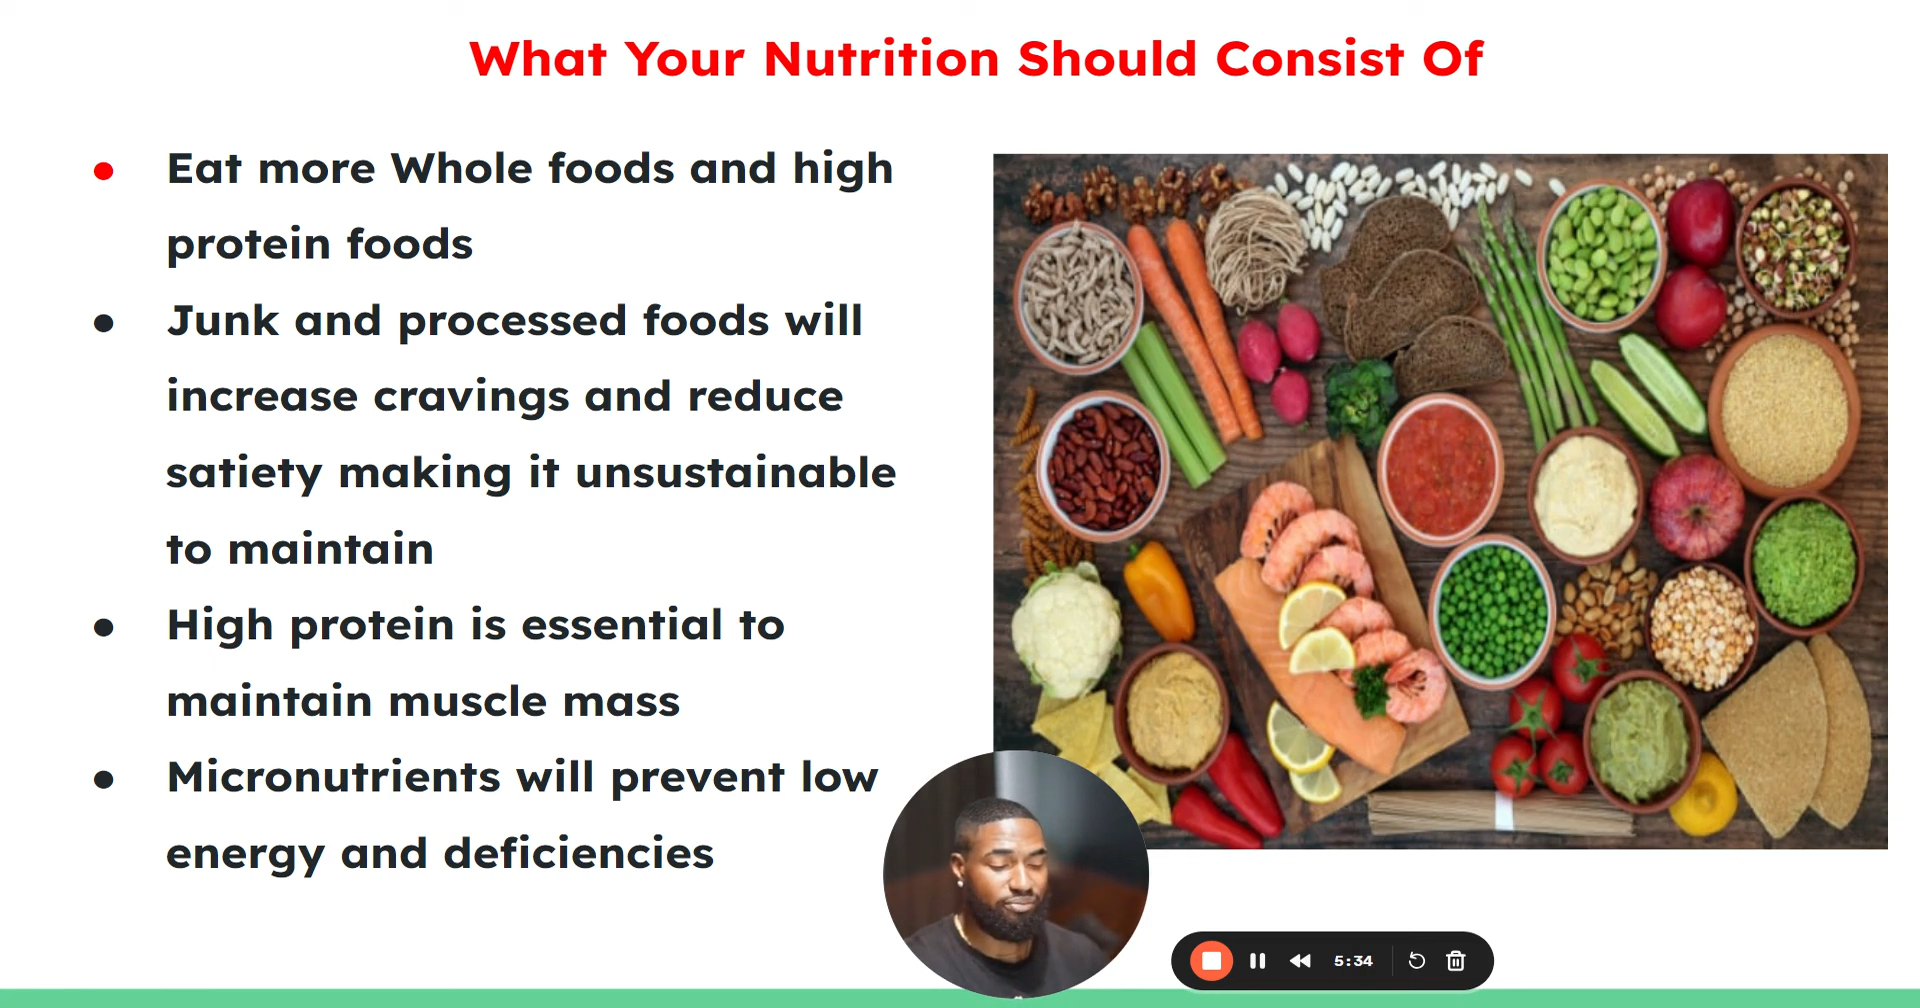 What Your Nutrition Should Consist Of
● Eat more Whole foods and high
protein foods
● Junk and processed foods will
increase cravings and reduce
satiety making it unsustainable
to maintain
● High protein is essential to
maintain muscle mass
● Micronutrients will prevent low
energy and deficiencies
5:34